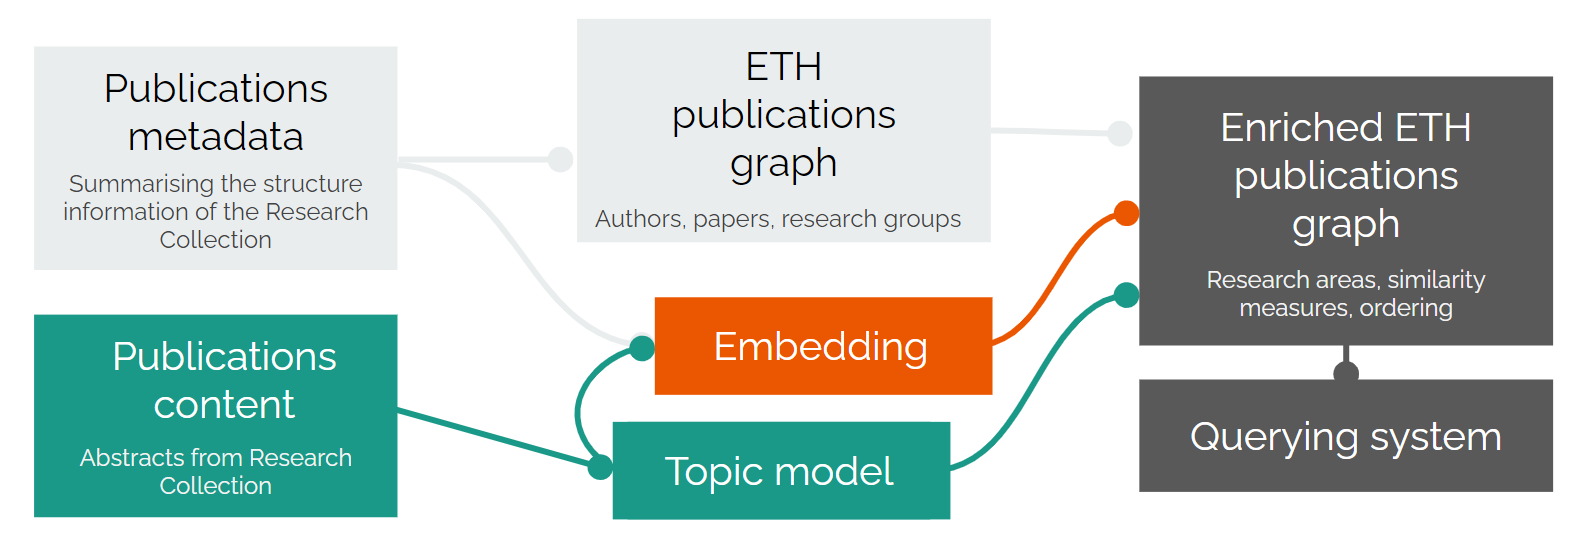 Publications
metadata
Summarising the structure
information of the Research
Collection
ETH
publications
graph
Authors, papers, research groups
Enriched ETH
publications
graph
Research areas, similarity
measures, ordering
Publications
content
Abstracts from Research
Collection
Embedding
Topic model
Querying system